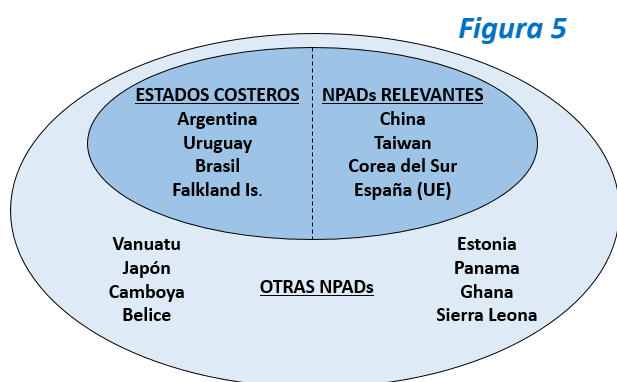 Figura 5
ESTADOS COSTEROS
Argentina
Uruguay
Brasil
Falkland Is.
NPADs RELEVANTES
China
Taiwan
Corea del Sur
España (UE)
Vanuatu
Japón
Camboya
Belice
OTRAS NPADs
Estonia
Panama
Ghana
Sierra Leona